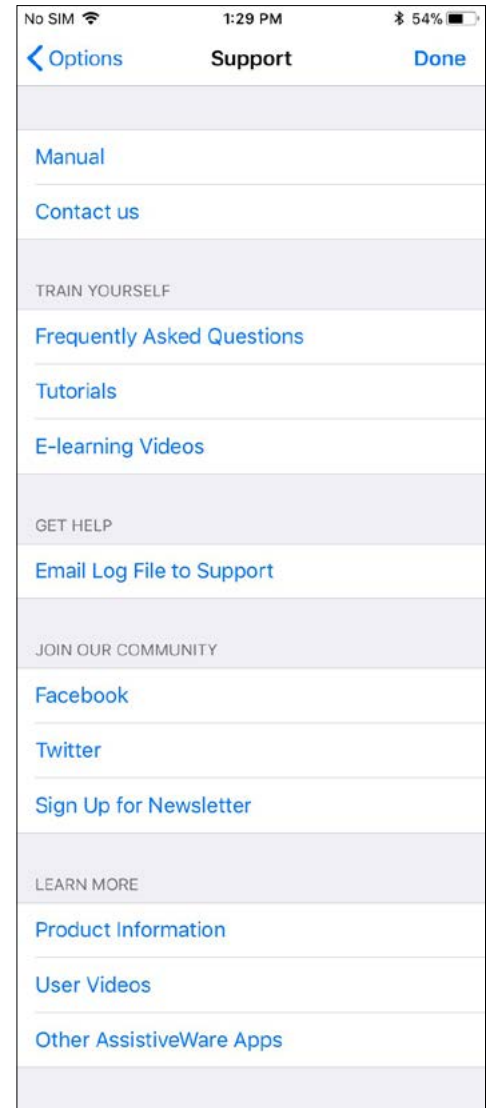 No SIM 1:29 PM 54%
Options Support Done
Manual
Contact us
TRAIN YOURSELF
Frequently Asked Questions
Tutorials
E-learning Videos
GET HELP
Email Log File to Support
JOIN OUR COMMUNITY
Facebook
Twitter
Sign Up for Newsletter
LEARN MORE
Product Information
User Videos
Other AssistiveWare Apps